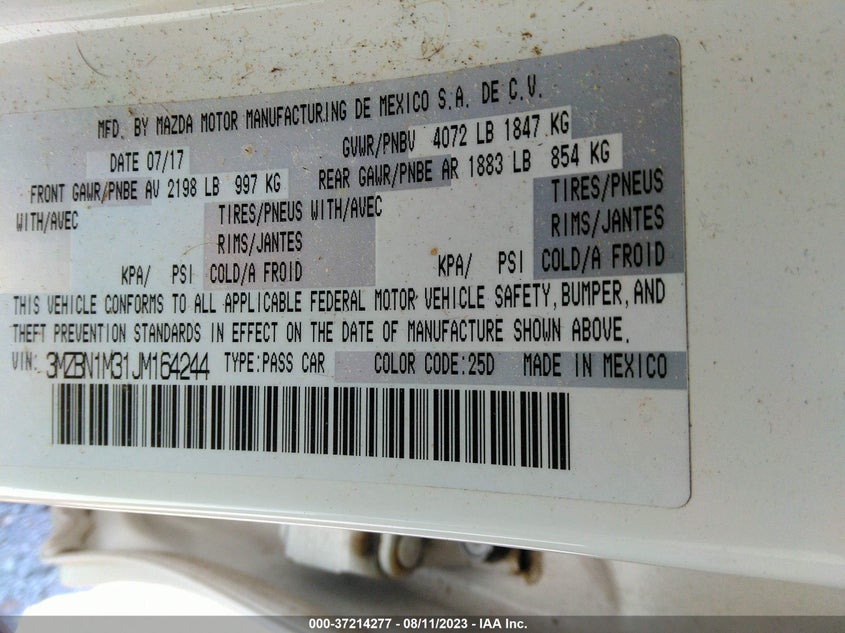 MFD. BY MAZDA MOTOR MANUFACTURING DE MEXICO S.A. DE C.V.
DATE 07/17 GVWR/PNBV 4072 LB 1847 KG
FRONT GAWR/PNBE AV 2198 LB 997 KG REAR GAWR/PNBE AR 1883 LB 854 KG
WITH/AVEC TIRES/PNEUS WITH/AVEC TIRES/PNEUS
RIMS/JANTES RIMS/JANTES
KPA/ PSI COLD/A FROID KPA/ PSI COLD/A FROID
THIS VEHICLE CONFORMS TO ALL APPLICABLE FEDERAL MOTOR VEHICLE SAFETY, BUMPER, AND
THEFT PREVENTION STANDARDS IN EFFECT ON THE DATE OF MANUFACTURE SHOWN ABOVE.
VIN: 3MZBN1M31JM164244 TYPE:PASS CAR COLOR CODE:25D MADE IN MEXICO
000-37214277 - 08/11/2023 - IAA Inc.